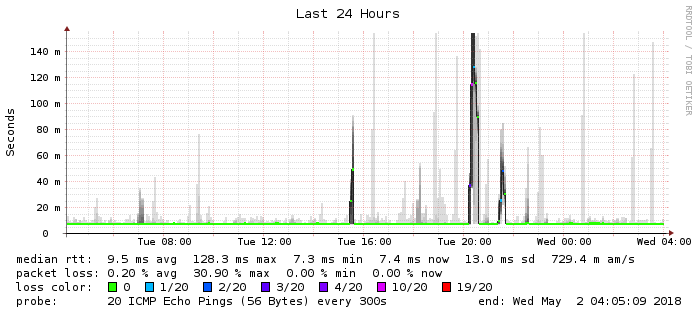 Last 24 Hours
RRDTOOL / TOBI OETIKER
Seconds
140 m
120 m
100 m
80 m
60 m
40 m
20 m
0
Tue 08:00 Tue 12:00 Tue 16:00 Tue 20:00 Wed 00:00 Wed 04:00
median rtt: 9.5 ms avg 128.3 ms max 7.3 ms min 7.4 ms now 13.0 ms sd 729.4 m am/s
packet loss: 0.20 % avg 30.90 % max 0.00 % min 0.00 % now
loss color: 0 1/20 2/20 3/20 4/20 10/20 19/20
probe: 20 ICMP Echo Pings (56 Bytes) every 300s end: Wed May 2 04:05:09 2018